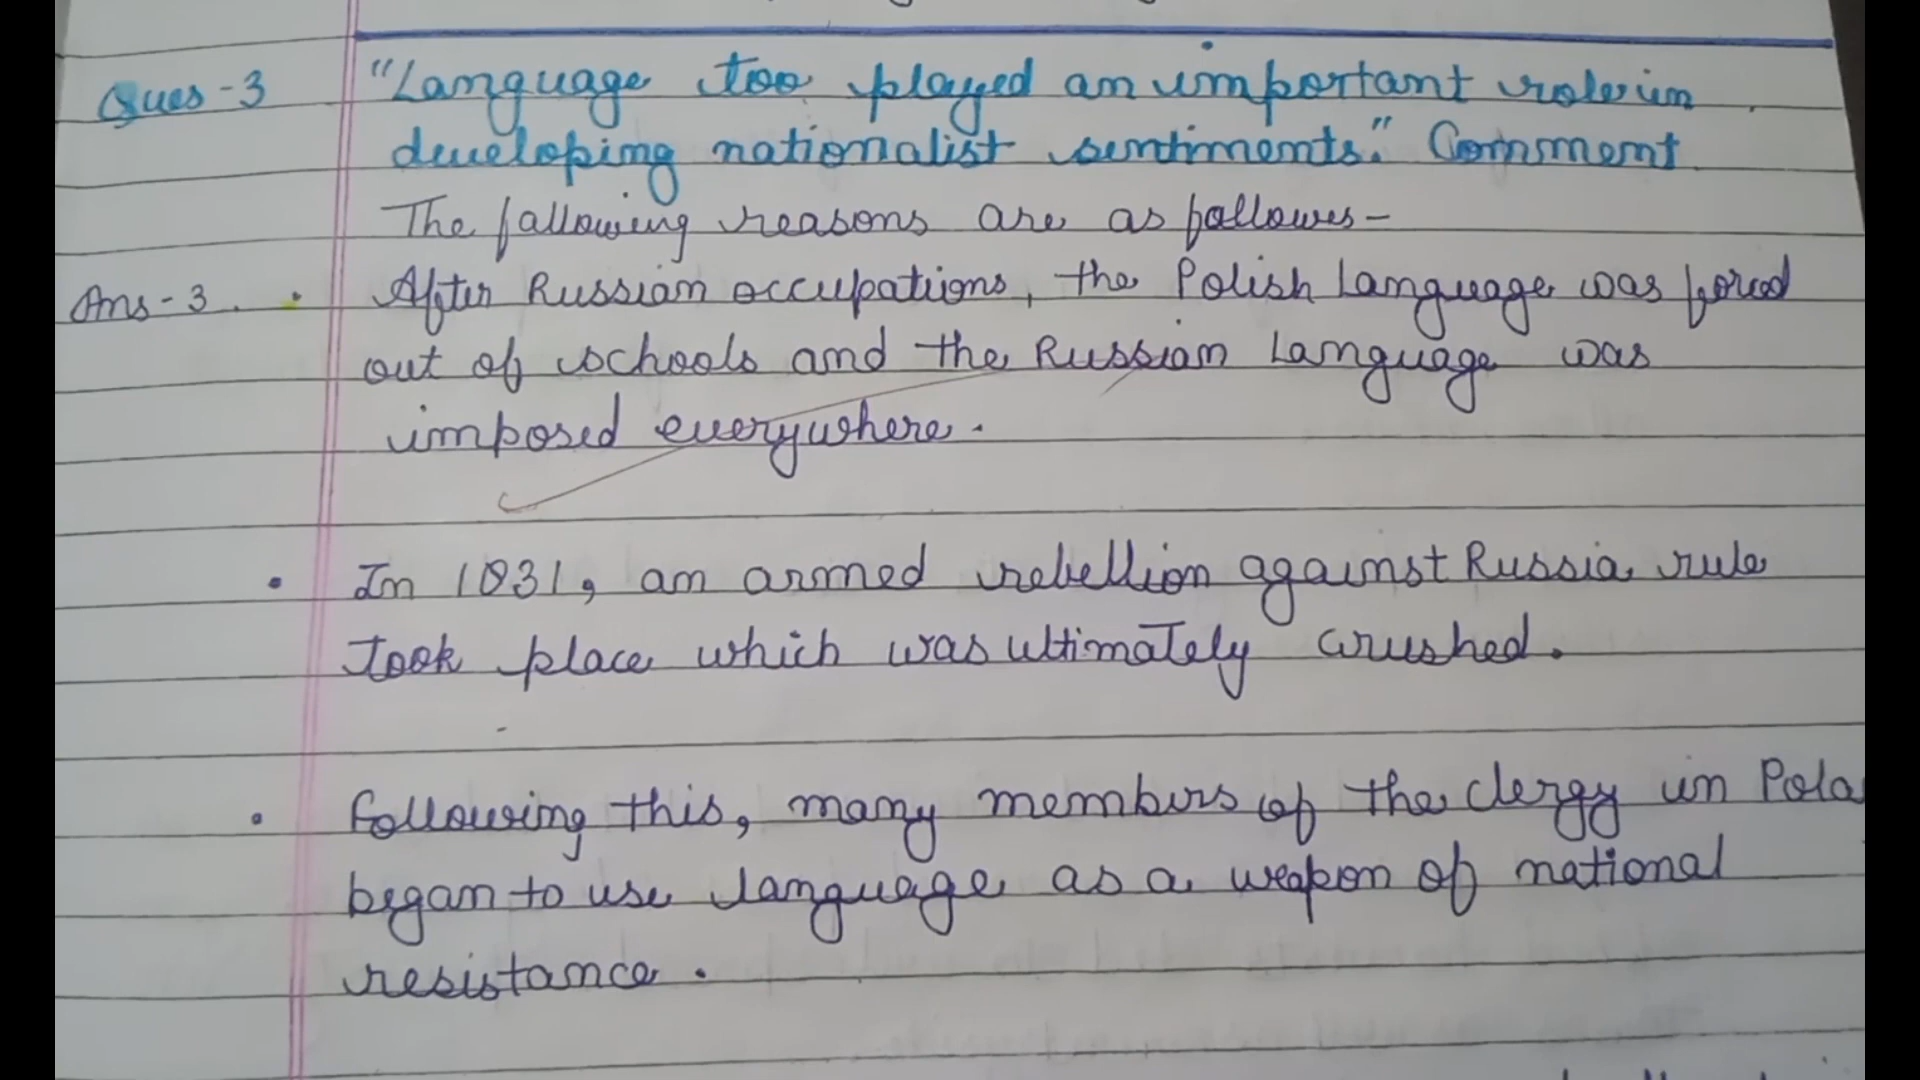 Ques-3 "Language too played an important role in
developing nationalist sentiments." Comment
The following reasons are as follows-
Ans-3. • After Russian occupations, the Polish Language was forced
out of schools and the Russian Language was
imposed everywhere.
• In 1831, an armed rebellion against Russia rule
took place which was ultimately crushed.
• Following this, many members of the clergy in Pola
began to use language as a weapon of national
resistance.